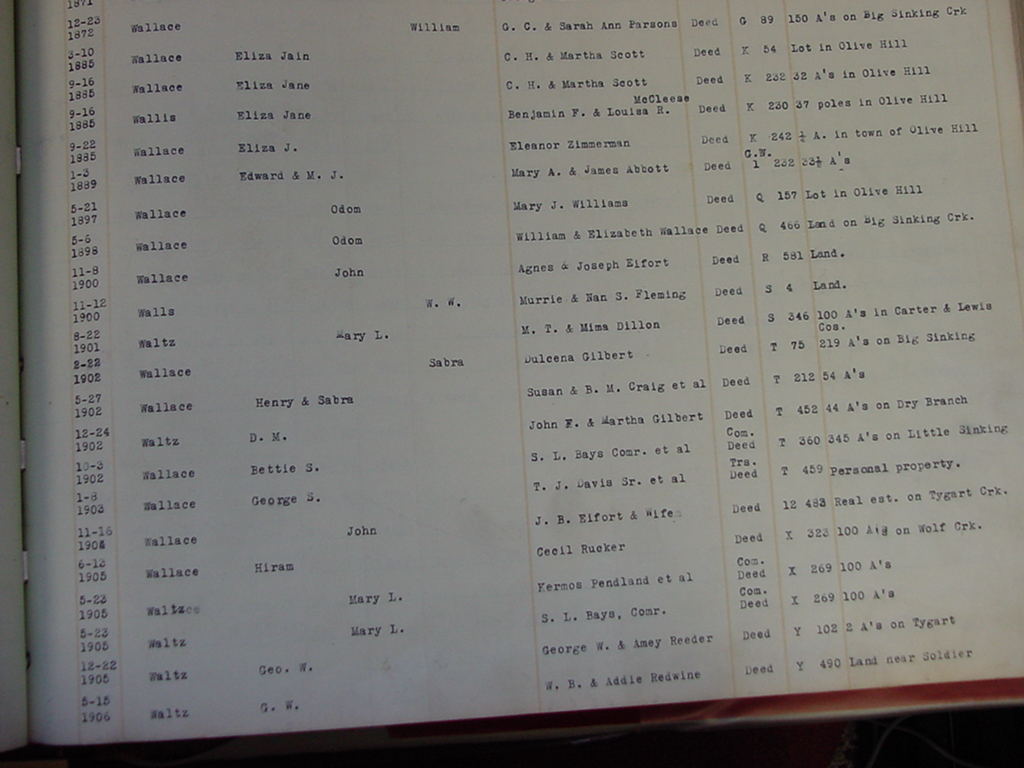 1871
12-23 Wallace William G. C. & Sarah Ann Parsons Deed G 89 150 A's on Big Sinking Crk
1872
3-10 Wallace Eliza Jain C. H. & Martha Scott Deed K 54 Lot in Olive Hill
1885
9-16 Wallace Eliza Jane C. H. & Martha Scott Deed K 232 32 A's in Olive Hill
1885
McCleese
9-16 Wallis Eliza Jane Benjamin F. & Louisa R. Deed K 230 37 poles in Olive Hill
1885
9-22 Wallace Eliza J. Eleanor Zimmerman Deed K 242 ½ A. in town of Olive Hill
1885
G.W.
1-3 Wallace Edward & M. J. Mary A. & James Abbott Deed 1 232 33½ A's
1889
5-21 Wallace Odom Mary J. Williams Deed Q 157 Lot in Olive Hill
1897
5-6 Wallace Odom William & Elizabeth Wallace Deed Q 466 Land on Big Sinking Crk.
1898
11-8 Wallace John Agnes & Joseph Eifort Deed R 581 Land.
1900
11-12 Walls W. W. Murrie & Nan S. Fleming Deed S 4 Land.
1900
8-22 Waltz Mary L. M. T. & Mima Dillon Deed S 346 100 A's in Carter & Lewis
1901 Cos.
2-22 Wallace Sabra Dulcena Gilbert Deed T 75 219 A's on Big Sinking
1902
5-27 Wallace Henry & Sabra Susan & B. M. Craig et al Deed T 212 54 A's
1902
12-24 Waltz D. M. John F. & Martha Gilbert Deed T 452 44 A's on Dry Branch
1902
Com.
10-3 Wallace Bettie S. S. L. Bays Comr. et al Deed T 360 345 A's on Little Sinking
1902
Trs.
1-8 Wallace George S. T. J. Davis Sr. et al Deed T 459 Personal property.
1903
11-16 Wallace John J. B. Eifort & Wife Deed 12 483 Real est. on Tygart Crk.
1904
6-13 Wallace Hiram Cecil Rucker Deed X 323 100 A's on Wolf Crk.
1905
Com.
5-23 Waltz Mary L. Kermos Pendland et al Deed X 269 100 A's
1905
Com.
5-23 Waltz Mary L. S. L. Bays, Comr. Deed X 269 100 A's
1905
12-22 Waltz Geo. W. George W. & Amey Reeder Deed Y 102 2 A's on Tygart
1905
5-15 Waltz G. W. W. B. & Addie Redwine Deed Y 490 Land near Soldier
1906